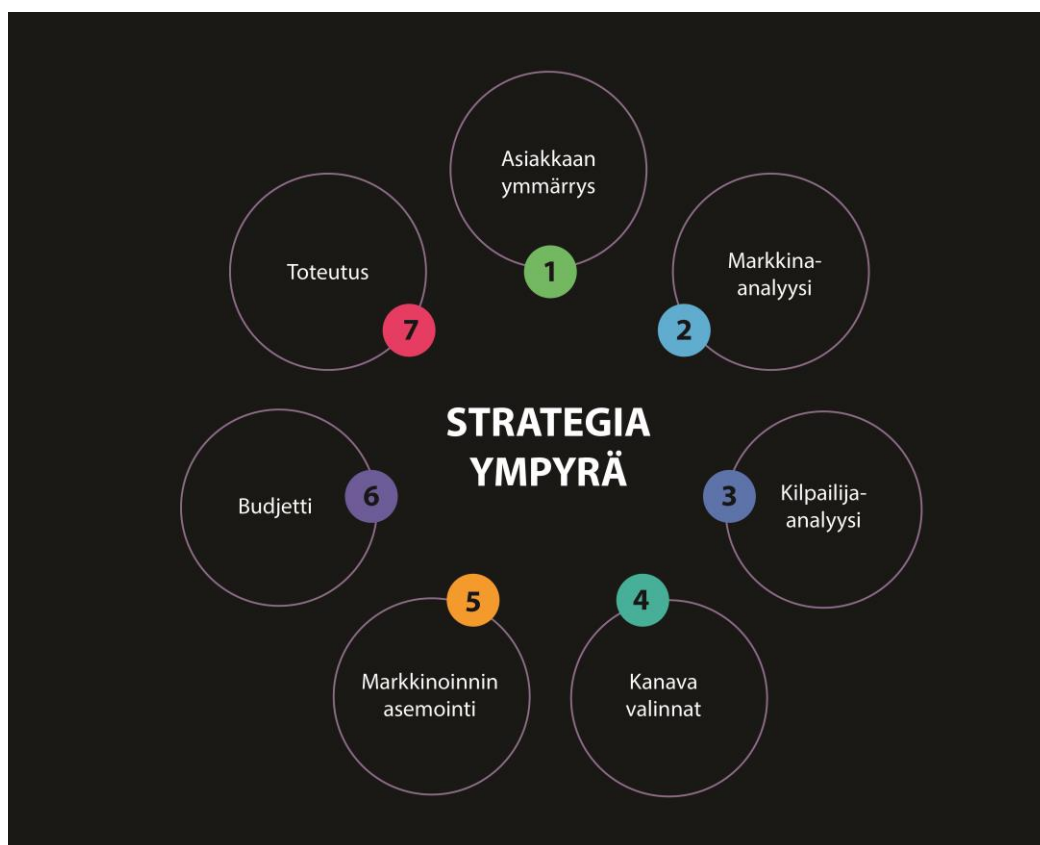 STRATEGIA
YMPYRÄ
Asiakkaan
ymmärrys
1
Markkina-
analyysi
2
Kilpailija-
analyysi
3
Kanava
valinnat
4
Markkinoinnin
asemointi
5
Budjetti
6
Toteutus
7